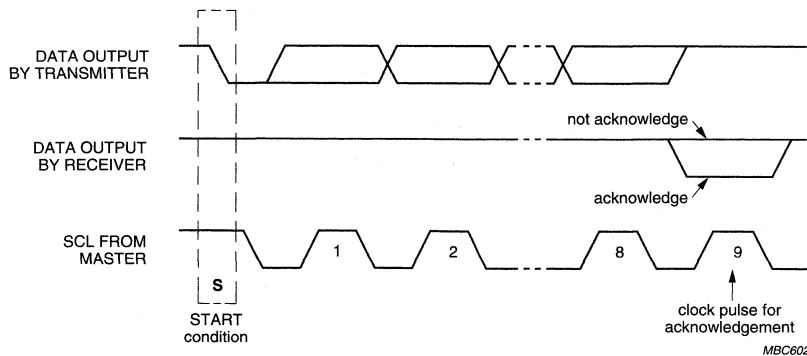 DATA OUTPUT
BY TRANSMITTER
not acknowledge
DATA OUTPUT
BY RECEIVER
acknowledge
SCL FROM
MASTER
1
2
8
9
S
START
condition
clock pulse for
acknowledgement
MBC602